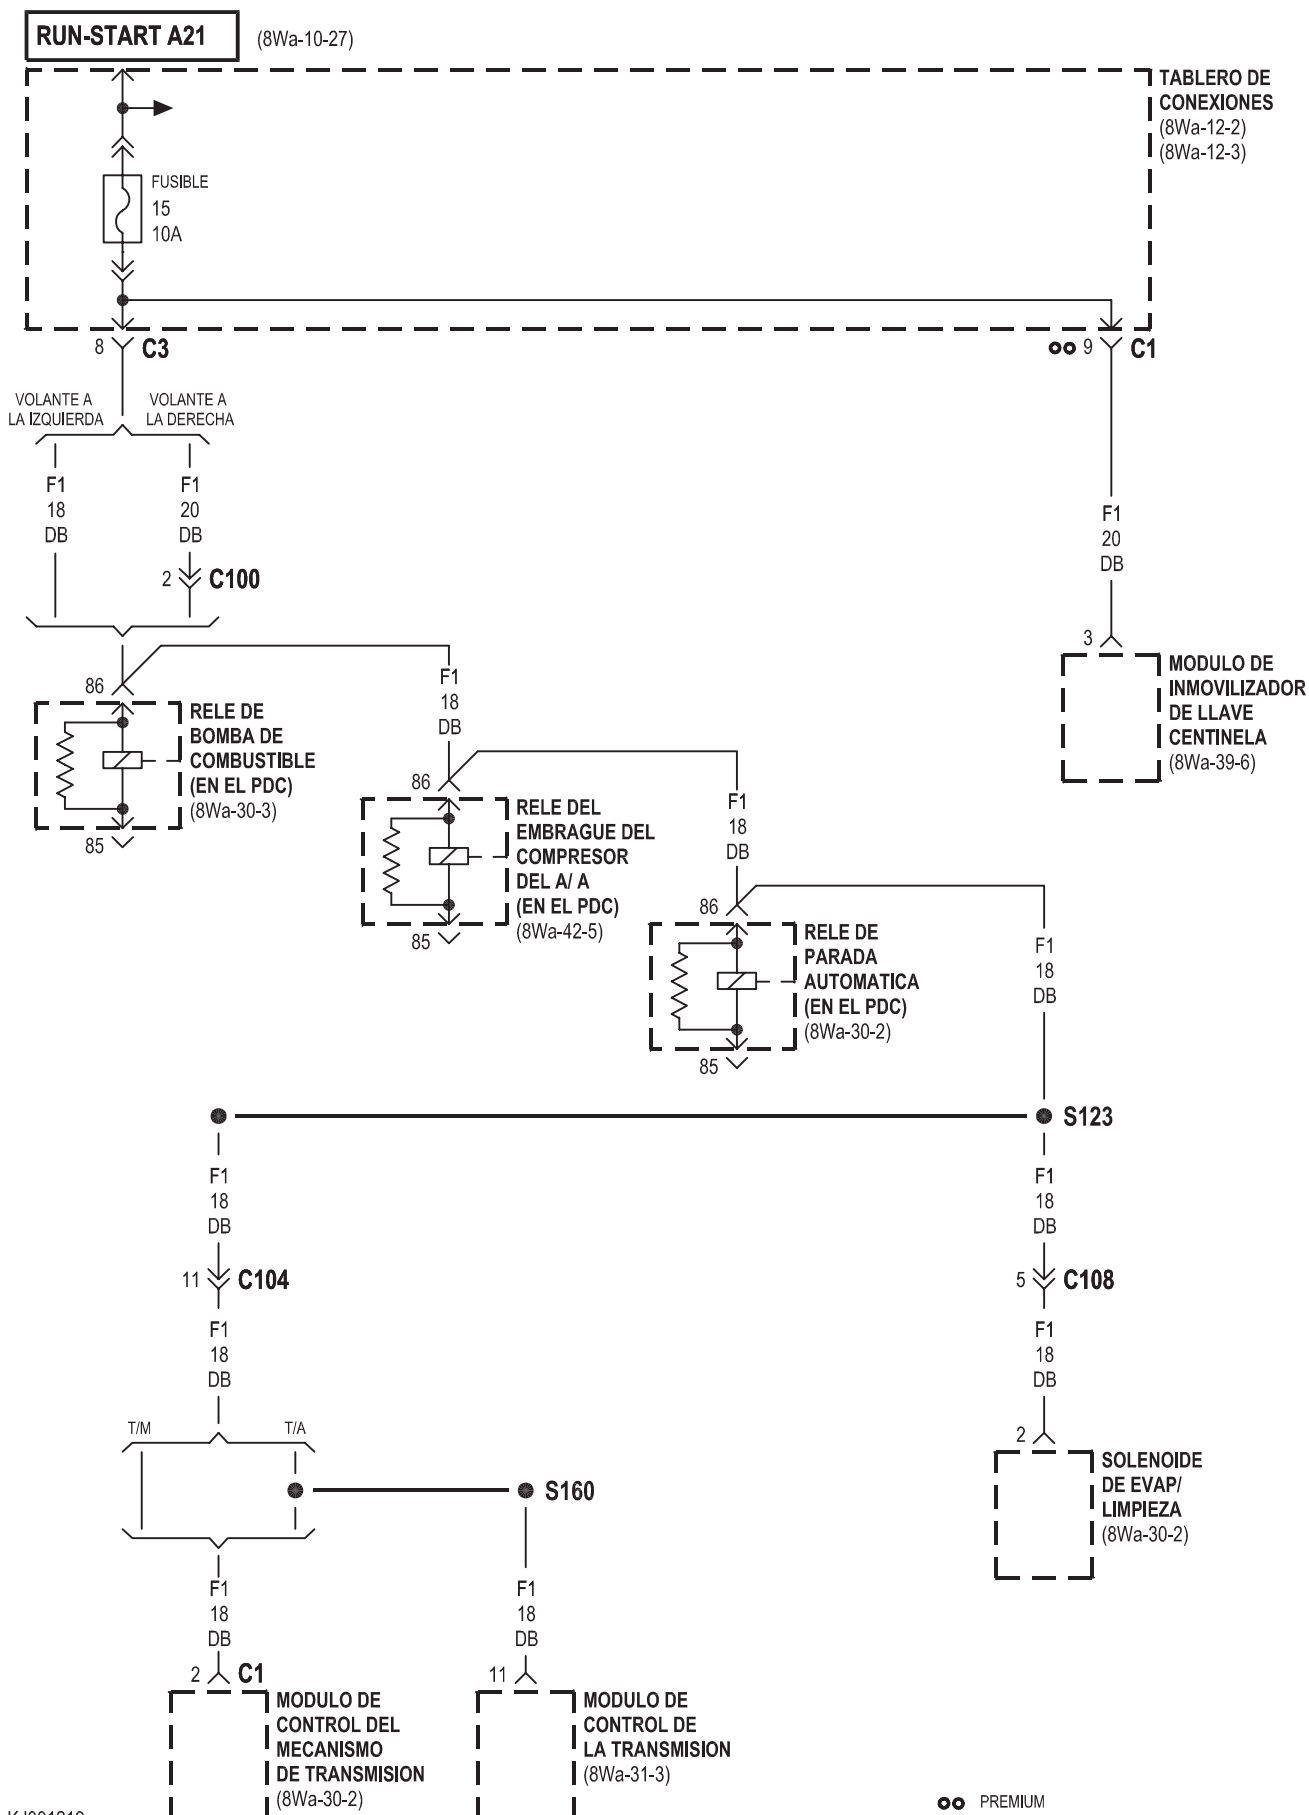 RUN-START A21
(8Wa-10-27)
TABLERO DE
CONEXIONES
(8Wa-12-2)
(8Wa-12-3)
FUSIBLE
15
10A
8
C3
9
C1
VOLANTE A
LA IZQUIERDA
VOLANTE A
LA DERECHA
F1
18
DB
F1
20
DB
2
C100
F1
20
DB
3
MODULO DE
INMOVILIZADOR
DE LLAVE
CENTINELA
(8Wa-39-6)
86
RELE DE
BOMBA DE
COMBUSTIBLE
(EN EL PDC)
(8Wa-30-3)
85
F1
18
DB
86
RELE DEL
EMBRAGUE DEL
COMPRESOR
DEL A/ A
(EN EL PDC)
(8Wa-42-5)
85
F1
18
DB
86
RELE DE
PARADA
AUTOMATICA
(EN EL PDC)
(8Wa-30-2)
85
F1
18
DB
S123
F1
18
DB
11
C104
F1
18
DB
F1
18
DB
5
C108
F1
18
DB
T/M
T/A
S160
2
SOLENOIDE
DE EVAP/
LIMPIEZA
(8Wa-30-2)
F1
18
DB
2
C1
MODULO DE
CONTROL DEL
MECANISMO
DE TRANSMISION
(8Wa-30-2)
F1
18
DB
11
MODULO DE
CONTROL DE
LA TRANSMISION
(8Wa-31-3)
PREMIUM